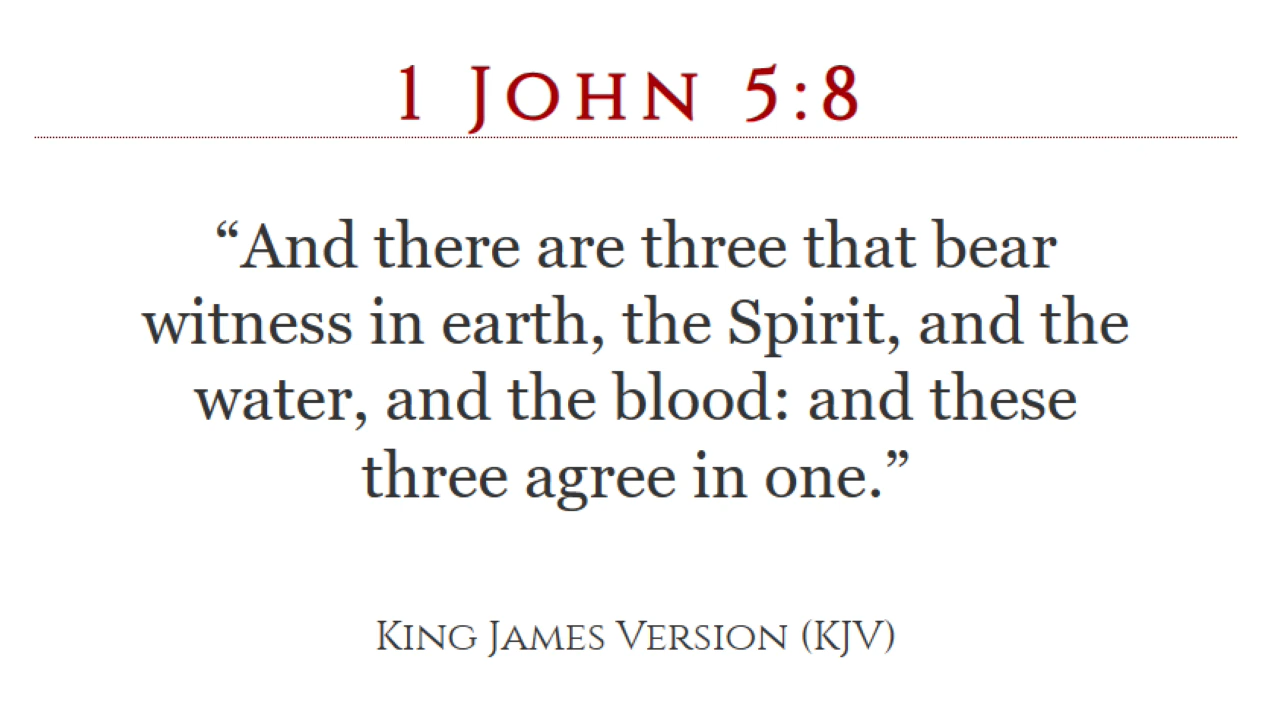 1 John 5:8
“And there are three that bear
witness in earth, the Spirit, and the
water, and the blood: and these
three agree in one.”
King James Version (KJV)